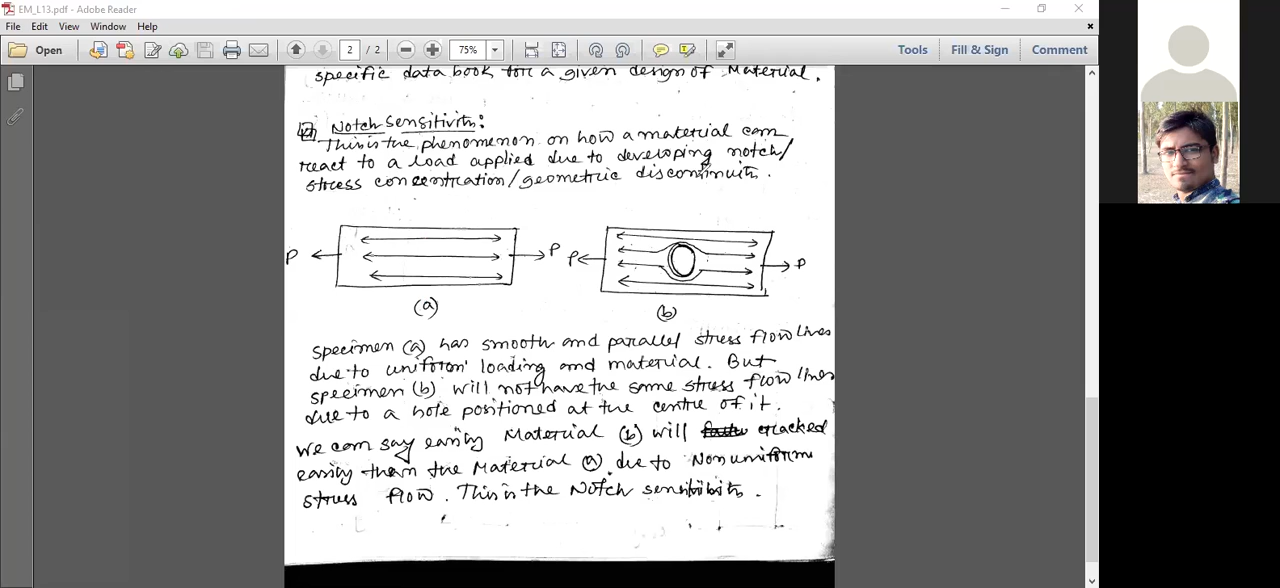 EM_L13.pdf - Adobe Reader
File Edit View Window Help
Open 2 / 2 75% Tools Fill & Sign Comment
specific data book for a given design of Material.
Notch Sensitivity:
This is the phenomenon on how a material can
react to a load applied due to developing notch/
stress concentration/geometric discontinuity.
P P P P
(a) (b)
specimen (a) has smooth and parallel stress flow lines
due to uniform loading and material. But
specimen (b) will not have the same stress flow lines
due to a hole positioned at the centre of it.
We can say easily Material (b) will cracked
easily than the Material (a) due to Nonuniform
stress flow. This is the Notch sensitivity.